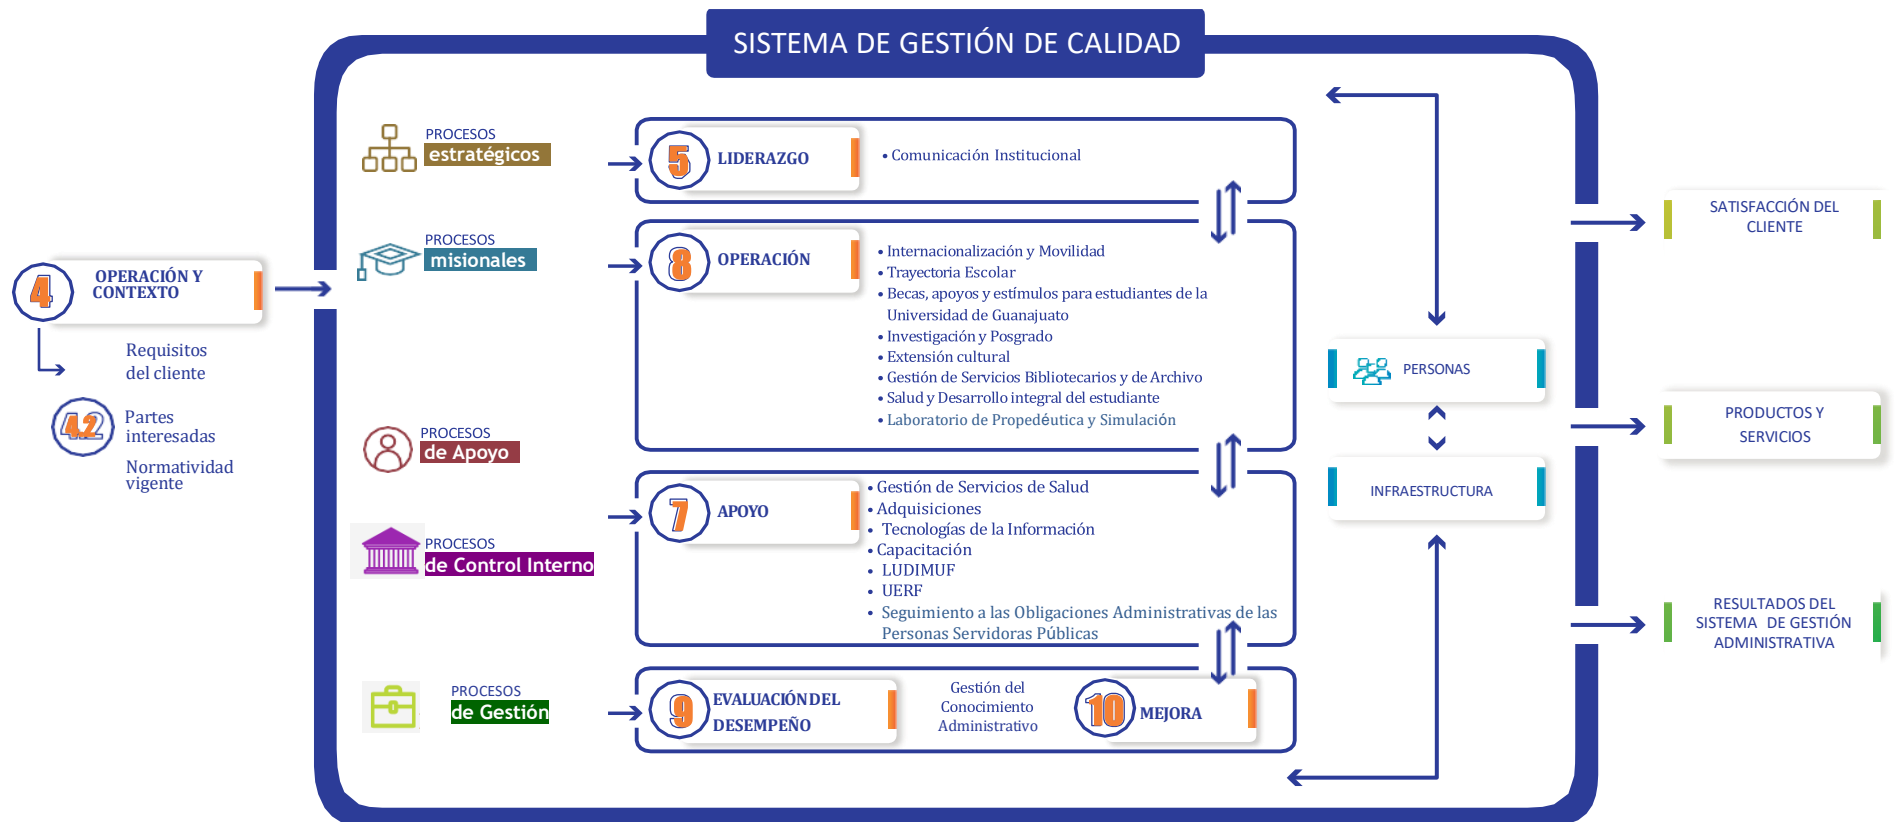 SISTEMA DE GESTIÓN DE CALIDAD
4
OPERACIÓN Y
CONTEXTO
Requisitos
del cliente
4.2
Partes
interesadas
Normatividad
vigente
PROCESOS
estratégicos
5
LIDERAZGO
• Comunicación Institucional
PROCESOS
misionales
8
OPERACIÓN
• Internacionalización y Movilidad
• Trayectoria Escolar
• Becas, apoyos y estímulos para estudiantes de la
Universidad de Guanajuato
• Investigación y Posgrado
• Extensión cultural
• Gestión de Servicios Bibliotecarios y de Archivo
• Salud y Desarrollo integral del estudiante
• Laboratorio de Propedéutica y Simulación
PROCESOS
de Apoyo
PROCESOS
de Control Interno
7
APOYO
• Gestión de Servicios de Salud
• Adquisiciones
• Tecnologías de la Información
• Capacitación
• LUDIMUF
• UERF
• Seguimiento a las Obligaciones Administrativas de las
Personas Servidoras Públicas
PROCESOS
de Gestión
9
EVALUACIÓN DEL
DESEMPEÑO
Gestión del
Conocimiento
Administrativo
10
MEJORA
PERSONAS
INFRAESTRUCTURA
SATISFACCIÓN DEL
CLIENTE
PRODUCTOS Y
SERVICIOS
RESULTADOS DEL
SISTEMA DE GESTIÓN
ADMINISTRATIVA